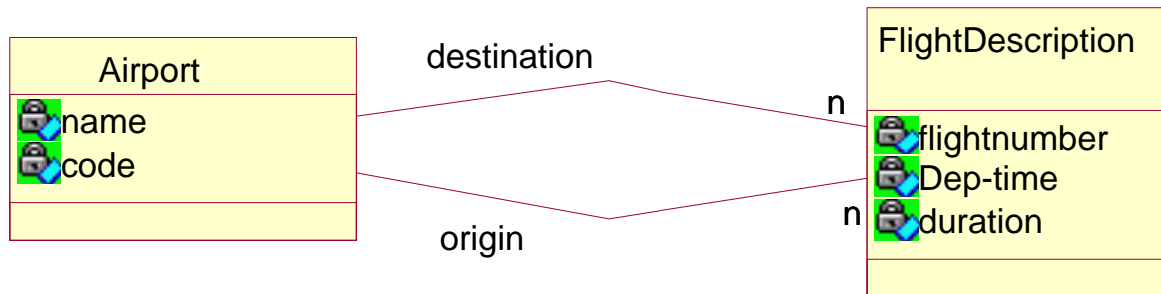 Airport
name
code
destination
origin
n
n
FlightDescription
flightnumber
Dep-time
duration